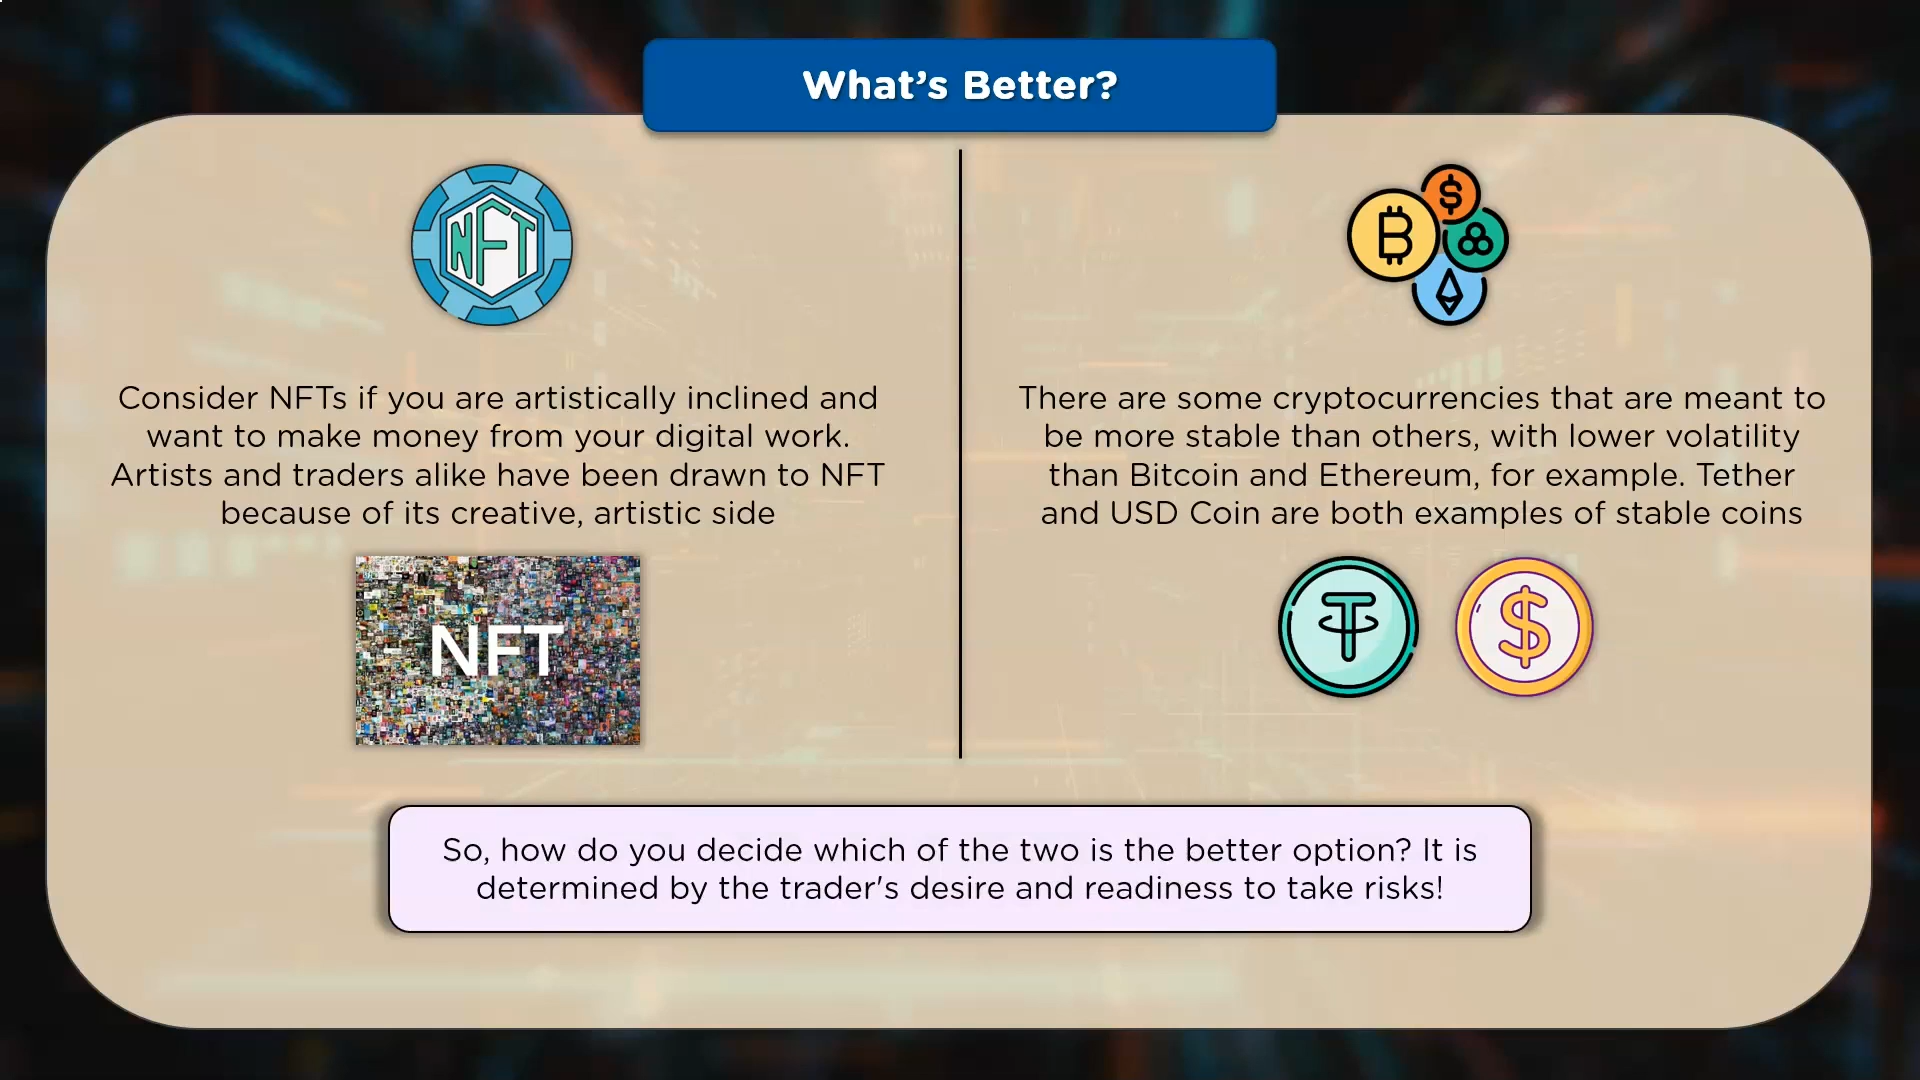 What's Better?
NFT
Consider NFTs if you are artistically inclined and
want to make money from your digital work.
Artists and traders alike have been drawn to NFT
because of its creative, artistic side
NFT
There are some cryptocurrencies that are meant to
be more stable than others, with lower volatility
than Bitcoin and Ethereum, for example. Tether
and USD Coin are both examples of stable coins
So, how do you decide which of the two is the better option? It is
determined by the trader's desire and readiness to take risks!